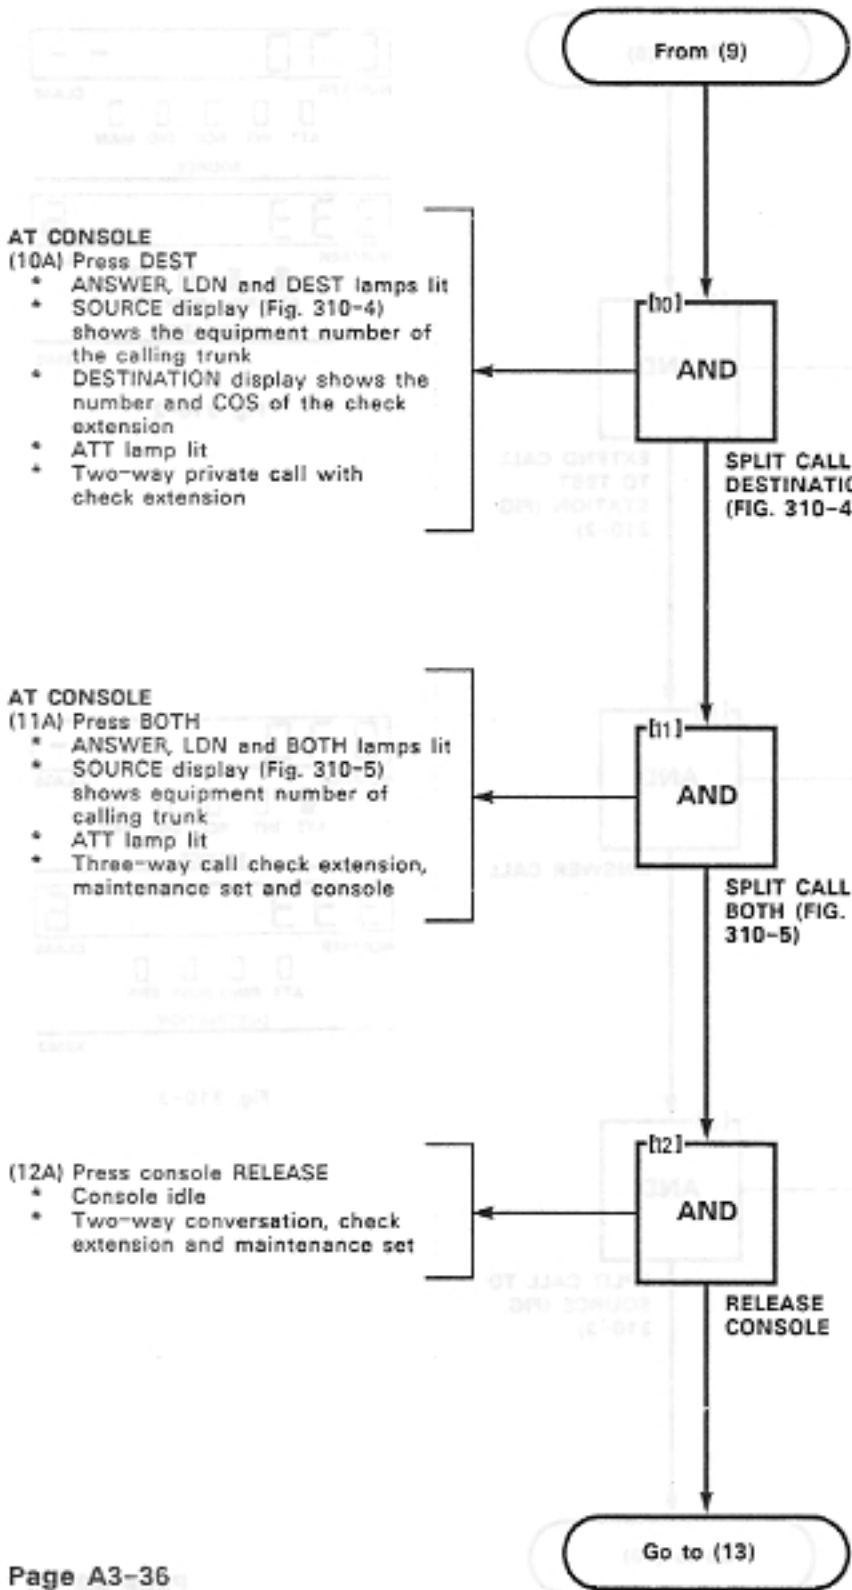 From (9)
AT CONSOLE
(10A) Press DEST
* ANSWER, LDN and DEST lamps lit
* SOURCE display (Fig. 310-4)
shows the equipment number of
the calling trunk
* DESTINATION display shows the
number and COS of the check
extension
* ATT lamp lit
* Two-way private call with
check extension
[10]
AND
SPLIT CALL
DESTINATIO
(FIG. 310-4
AT CONSOLE
(11A) Press BOTH
* ANSWER, LDN and BOTH lamps lit
* SOURCE display (Fig. 310-5)
shows equipment number of
calling trunk
* ATT lamp lit
* Three-way call check extension,
maintenance set and console
[11]
AND
SPLIT CALL
BOTH (FIG.
310-5)
(12A) Press console RELEASE
* Console idle
* Two-way conversation, check
extension and maintenance set
[12]
AND
RELEASE
CONSOLE
Go to (13)
Page A3-36